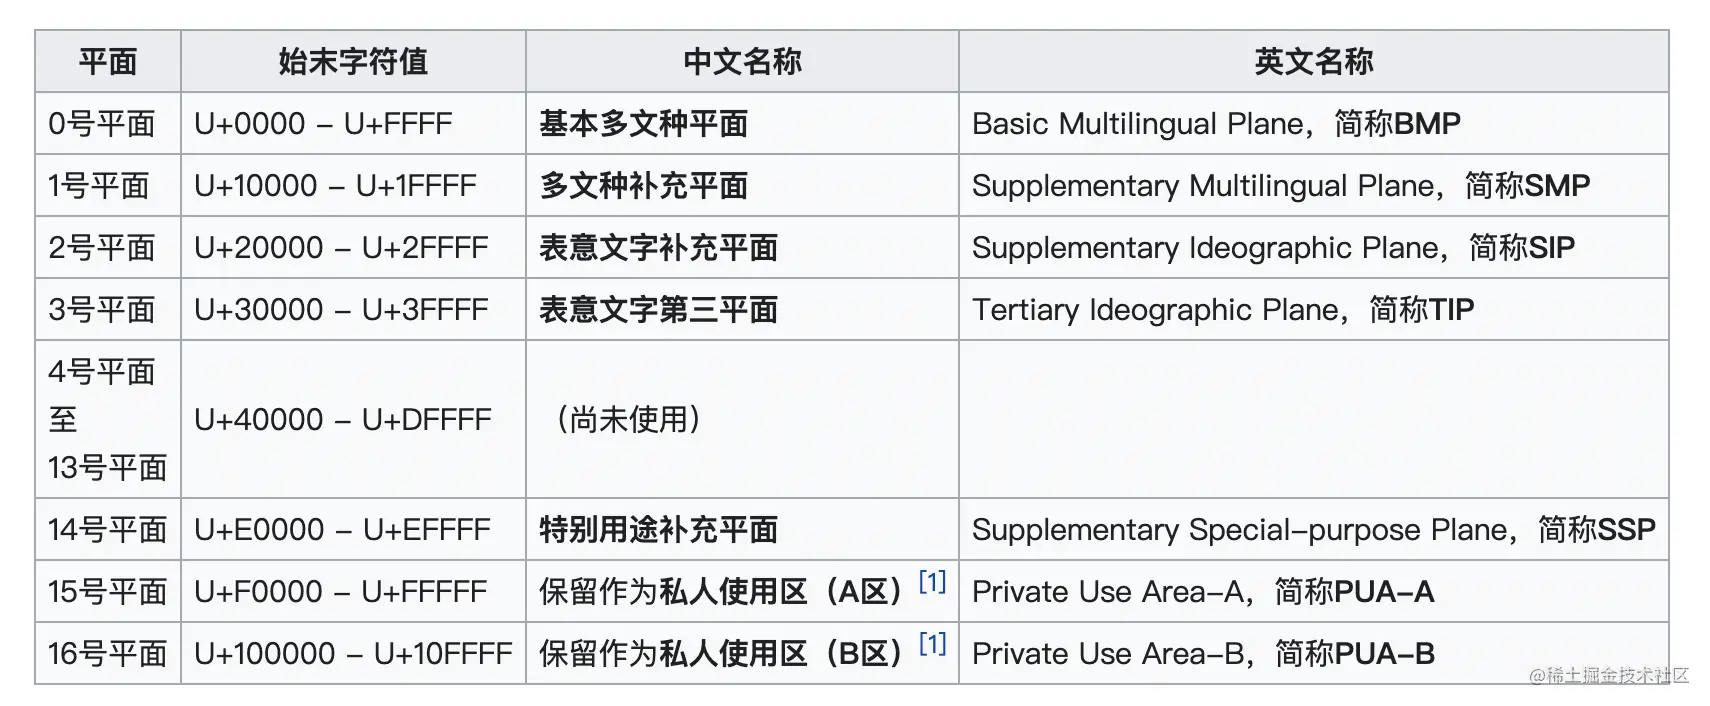 平面 始末字符值 中文名称 英文名称
0号平面 U+0000 – U+FFFF 基本多文种平面 Basic Multilingual Plane，简称BMP
1号平面 U+10000 – U+1FFFF 多文种补充平面 Supplementary Multilingual Plane，简称SMP
2号平面 U+20000 – U+2FFFF 表意文字补充平面 Supplementary Ideographic Plane，简称SIP
3号平面 U+30000 – U+3FFFF 表意文字第三平面 Tertiary Ideographic Plane，简称TIP
4号平面
至
13号平面 U+40000 – U+DFFFF （尚未使用）
14号平面 U+E0000 – U+EFFFF 特别用途补充平面 Supplementary Special-purpose Plane，简称SSP
15号平面 U+F0000 – U+FFFFF 保留作为私人使用区（A区）[1] Private Use Area-A，简称PUA-A
16号平面 U+100000 – U+10FFFF 保留作为私人使用区（B区）[1] Private Use Area-B，简称PUA-B
@稀土掘金技术社区